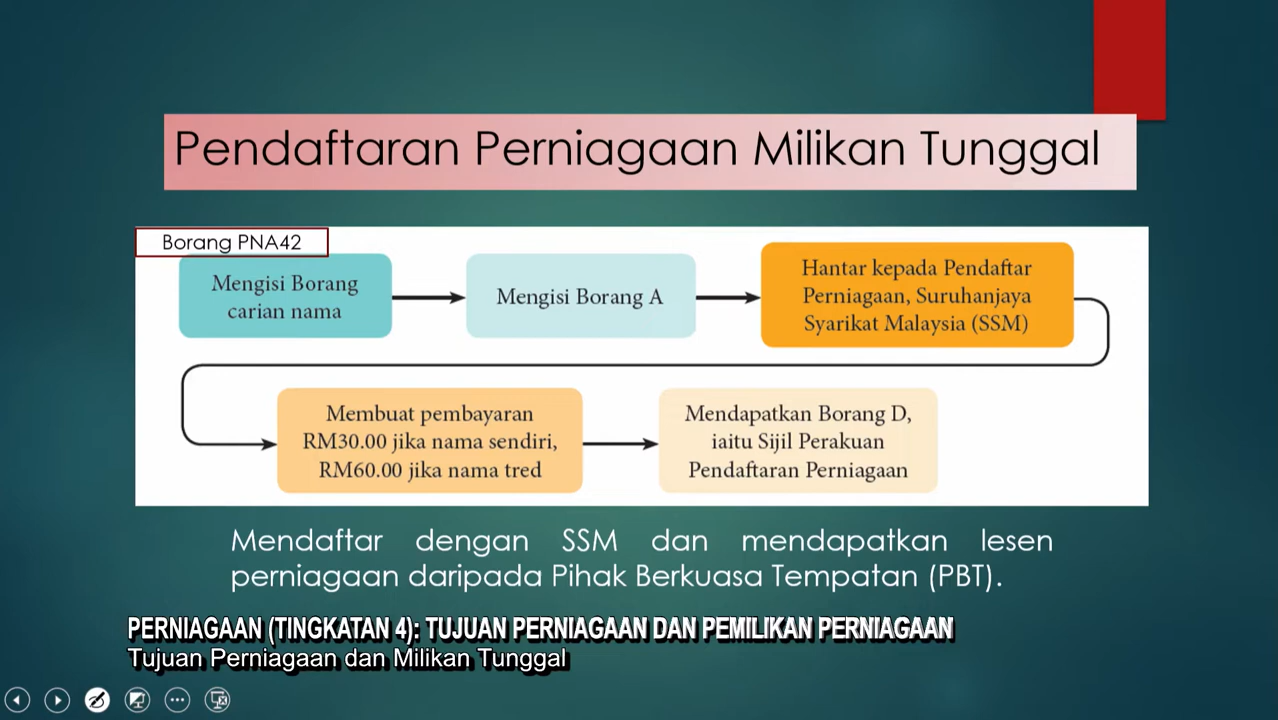 Pendaftaran Perniagaan Milikan Tunggal
Borang PNA42
Mengisi Borang
carian nama
Mengisi Borang A
Hantar kepada Pendaftar
Perniagaan, Suruhanjaya
Syarikat Malaysia (SSM)
Membuat pembayaran
RM30.00 jika nama sendiri,
RM60.00 jika nama tred
Mendapatkan Borang D,
iaitu Sijil Perakuan
Pendaftaran Perniagaan
Mendaftar dengan SSM dan mendapatkan lesen
perniagaan daripada Pihak Berkuasa Tempatan (PBT).
PERNIAGAAN (TINGKATAN 4): TUJUAN PERNIAGAAN DAN PEMILIKAN PERNIAGAAN
Tujuan Perniagaan dan Milikan Tunggal